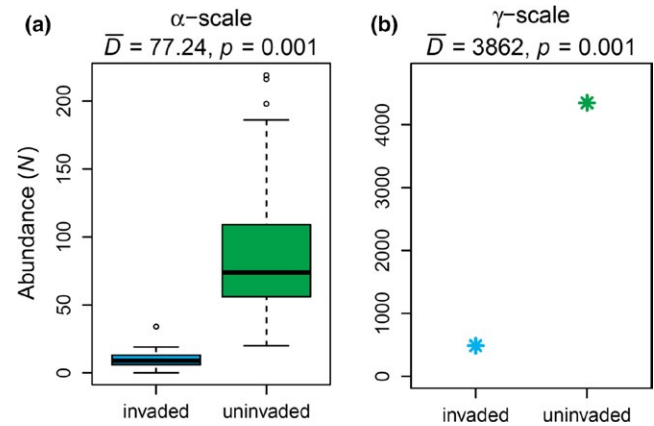 (a) α−scale
D̅ = 77.24, p = 0.001
Abundance (N)
200
150
100
50
0
invaded uninvaded
(b) γ−scale
D̅ = 3862, p = 0.001
4000
3000
2000
1000
0
invaded uninvaded